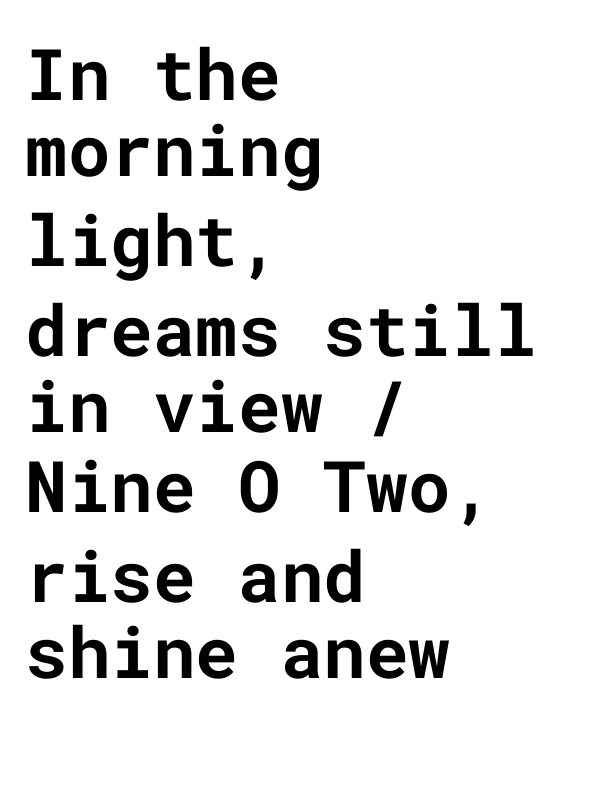 In the
morning
light,
dreams still
in view /
Nine O Two,
rise and
shine anew